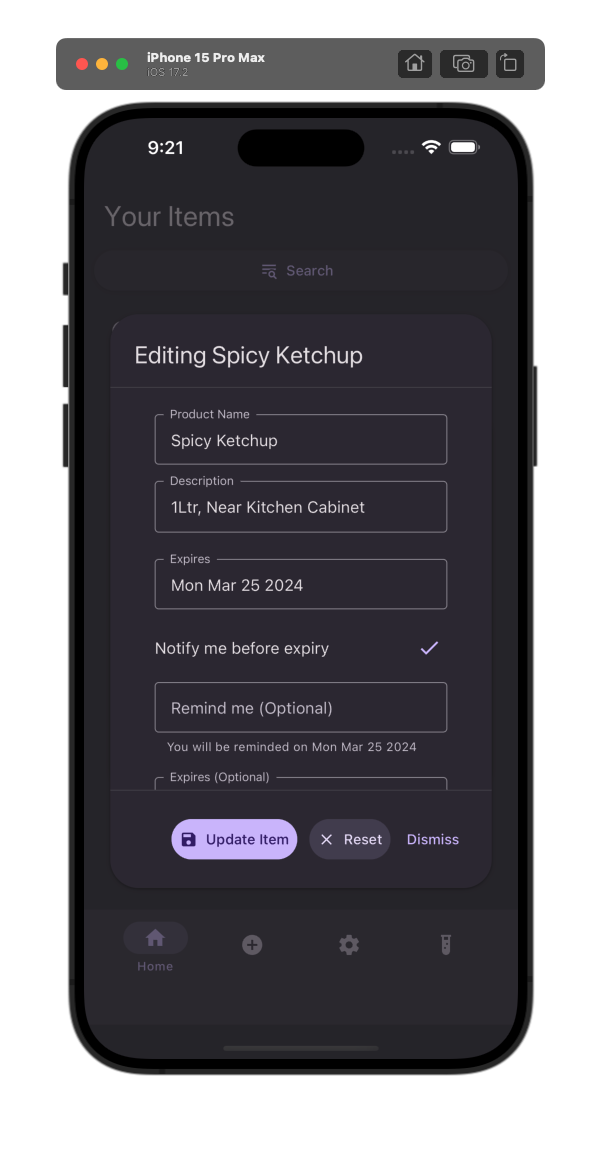 iPhone 15 Pro Max
iOS 17.2
9:21
Your Items
Search
Editing Spicy Ketchup
Product Name
Spicy Ketchup
Description
1Ltr, Near Kitchen Cabinet
Expires
Mon Mar 25 2024
Notify me before expiry
Remind me (Optional)
You will be reminded on Mon Mar 25 2024
Expires (Optional)
Update Item Reset Dismiss
Home